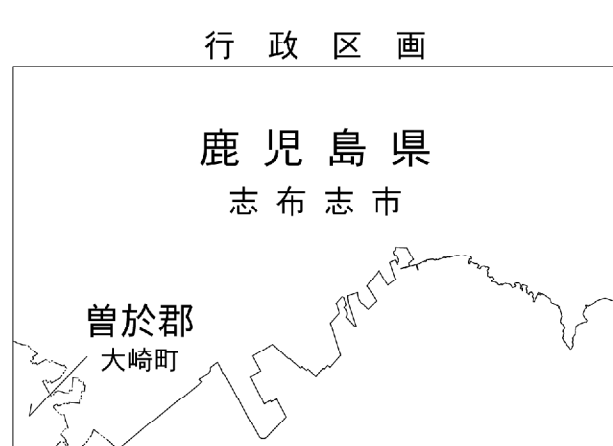 行政区画
鹿児島県
志布志市
曽於郡
大崎町